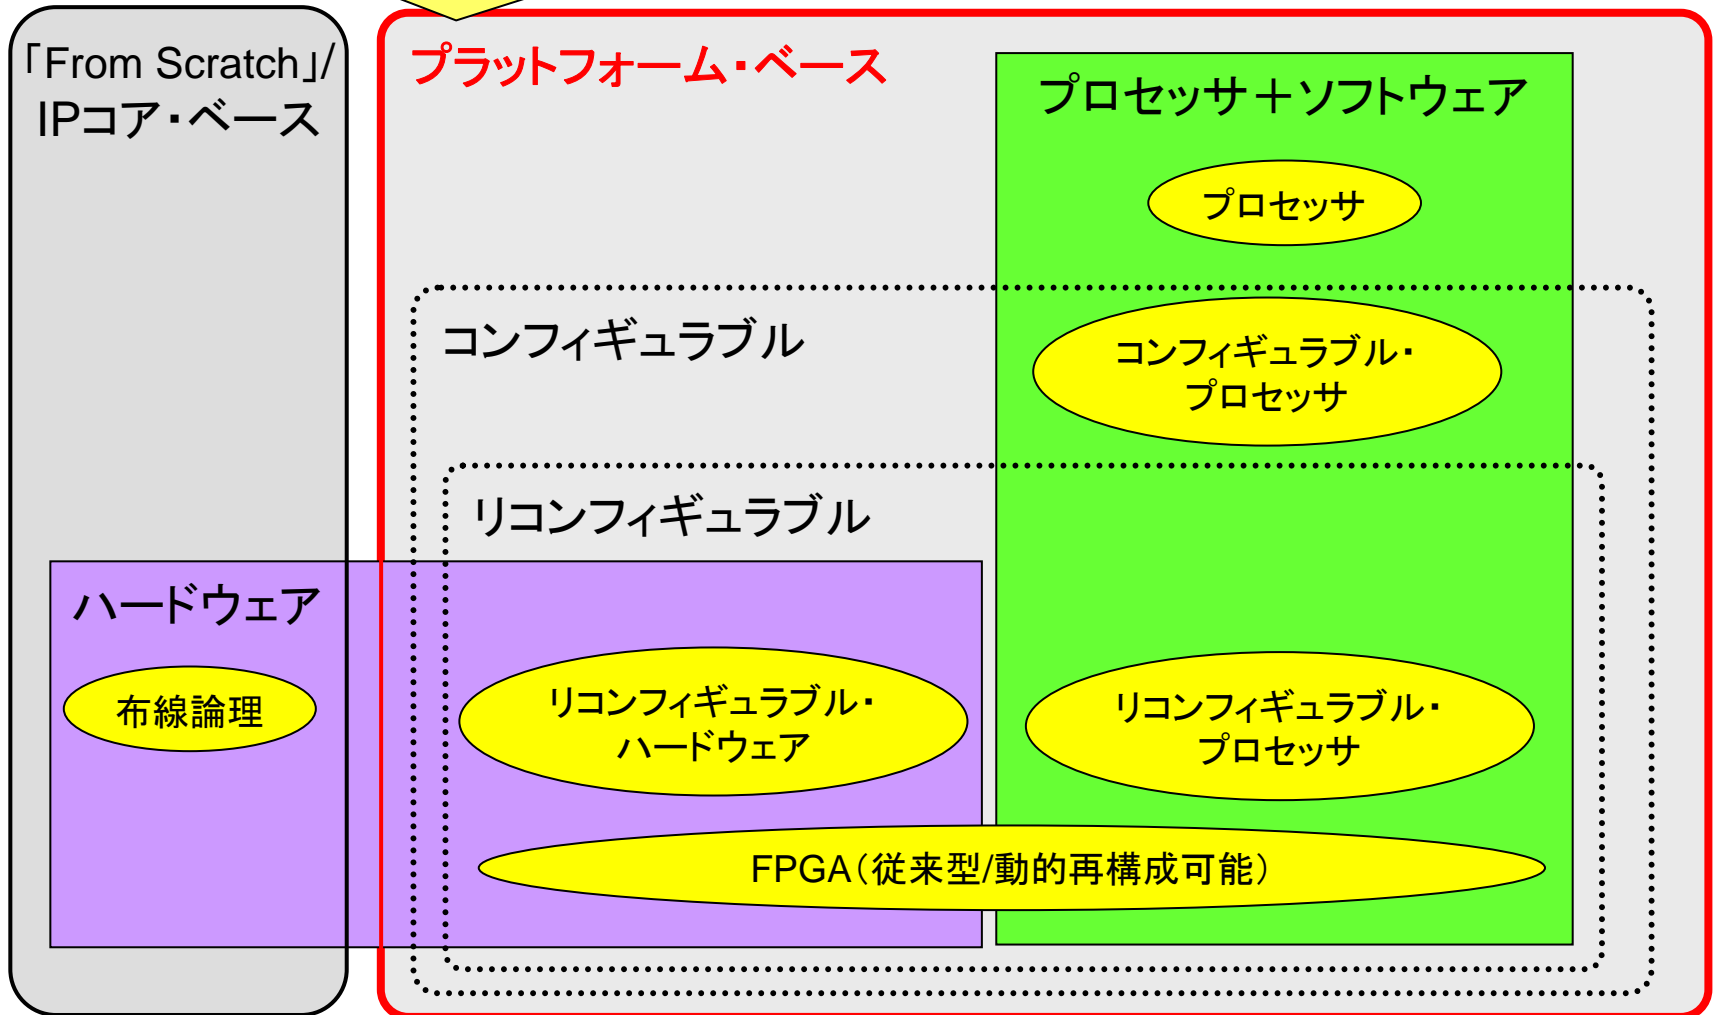 「From Scratch」/
IPコア・ベース
プラットフォーム・ベース
プロセッサ＋ソフトウェア
プロセッサ
コンフィギュラブル
コンフィギュラブル・
プロセッサ
リコンフィギュラブル
ハードウェア
布線論理
リコンフィギュラブル・
ハードウェア
リコンフィギュラブル・
プロセッサ
FPGA（従来型/動的再構成可能）